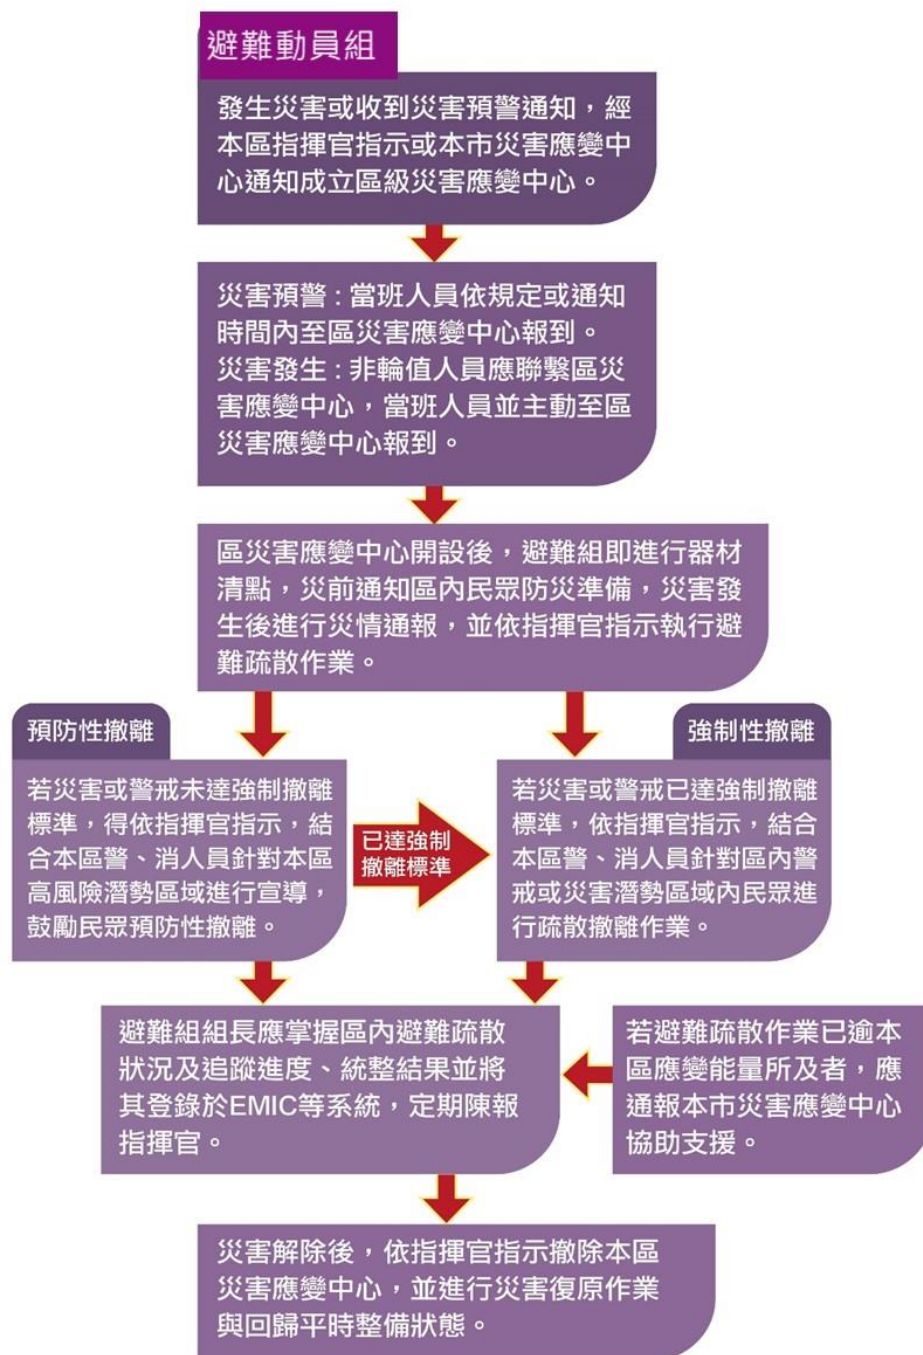 避難動員組
發生災害或收到災害預警通知，經
本區指揮官指示或本市災害應變中
心通知成立區級災害應變中心。
災害預警：當班人員依規定或通知
時間內至區災害應變中心報到。
災害發生：非輪值人員應聯繫區災
害應變中心，當班人員並主動至區
災害應變中心報到。
區災害應變中心開設後，避難組即進行器材
清點，災前通知區內民眾防災準備，災害發
生後進行災情通報，並依指揮官指示執行避
難疏散作業。
預防性撤離
若災害或警戒未達強制撤離
標準，得依指揮官指示，結
合本區警、消人員針對本區
高風險潛勢區域進行宣導，
鼓勵民眾預防性撤離。
已達強制
撤離標準
強制性撤離
若災害或警戒已達強制撤離
標準，依指揮官指示，結合
本區警、消人員針對區內警
戒或災害潛勢區域內民眾進
行疏散撤離作業。
避難組組長應掌握區內避難疏散
狀況及追蹤進度、統整結果並將
其登錄於EMIC等系統，定期陳報
指揮官。
若避難疏散作業已逾本
區應變能量所及者，應
通報本市災害應變中心
協助支援。
災害解除後，依指揮官指示撤除本區
災害應變中心，並進行災害復原作業
與回歸平時整備狀態。